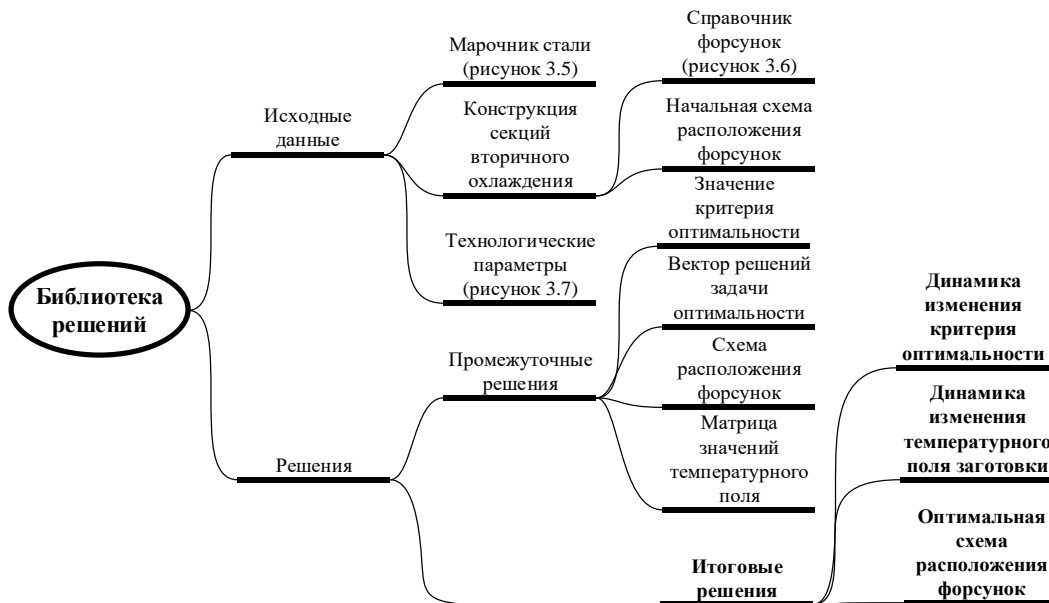 Библиотека
решений
Исходные
данные
Марочник стали
(рисунок 3.5)
Конструкция
секций
вторичного
охлаждения
Справочник
форсунок
(рисунок 3.6)
Начальная схема
расположения
форсунок
Технологические
параметры
(рисунок 3.7)
Решения
Промежуточные
решения
Значение
критерия
оптимальности
Вектор решений
задачи
оптимальности
Схема
расположения
форсунок
Матрица
значений
температурного
поля
Итоговые
решения
Динамика
изменения
критерия
оптимальности
Динамика
изменения
температурного
поля заготовки
Оптимальная
схема
расположения
форсунок